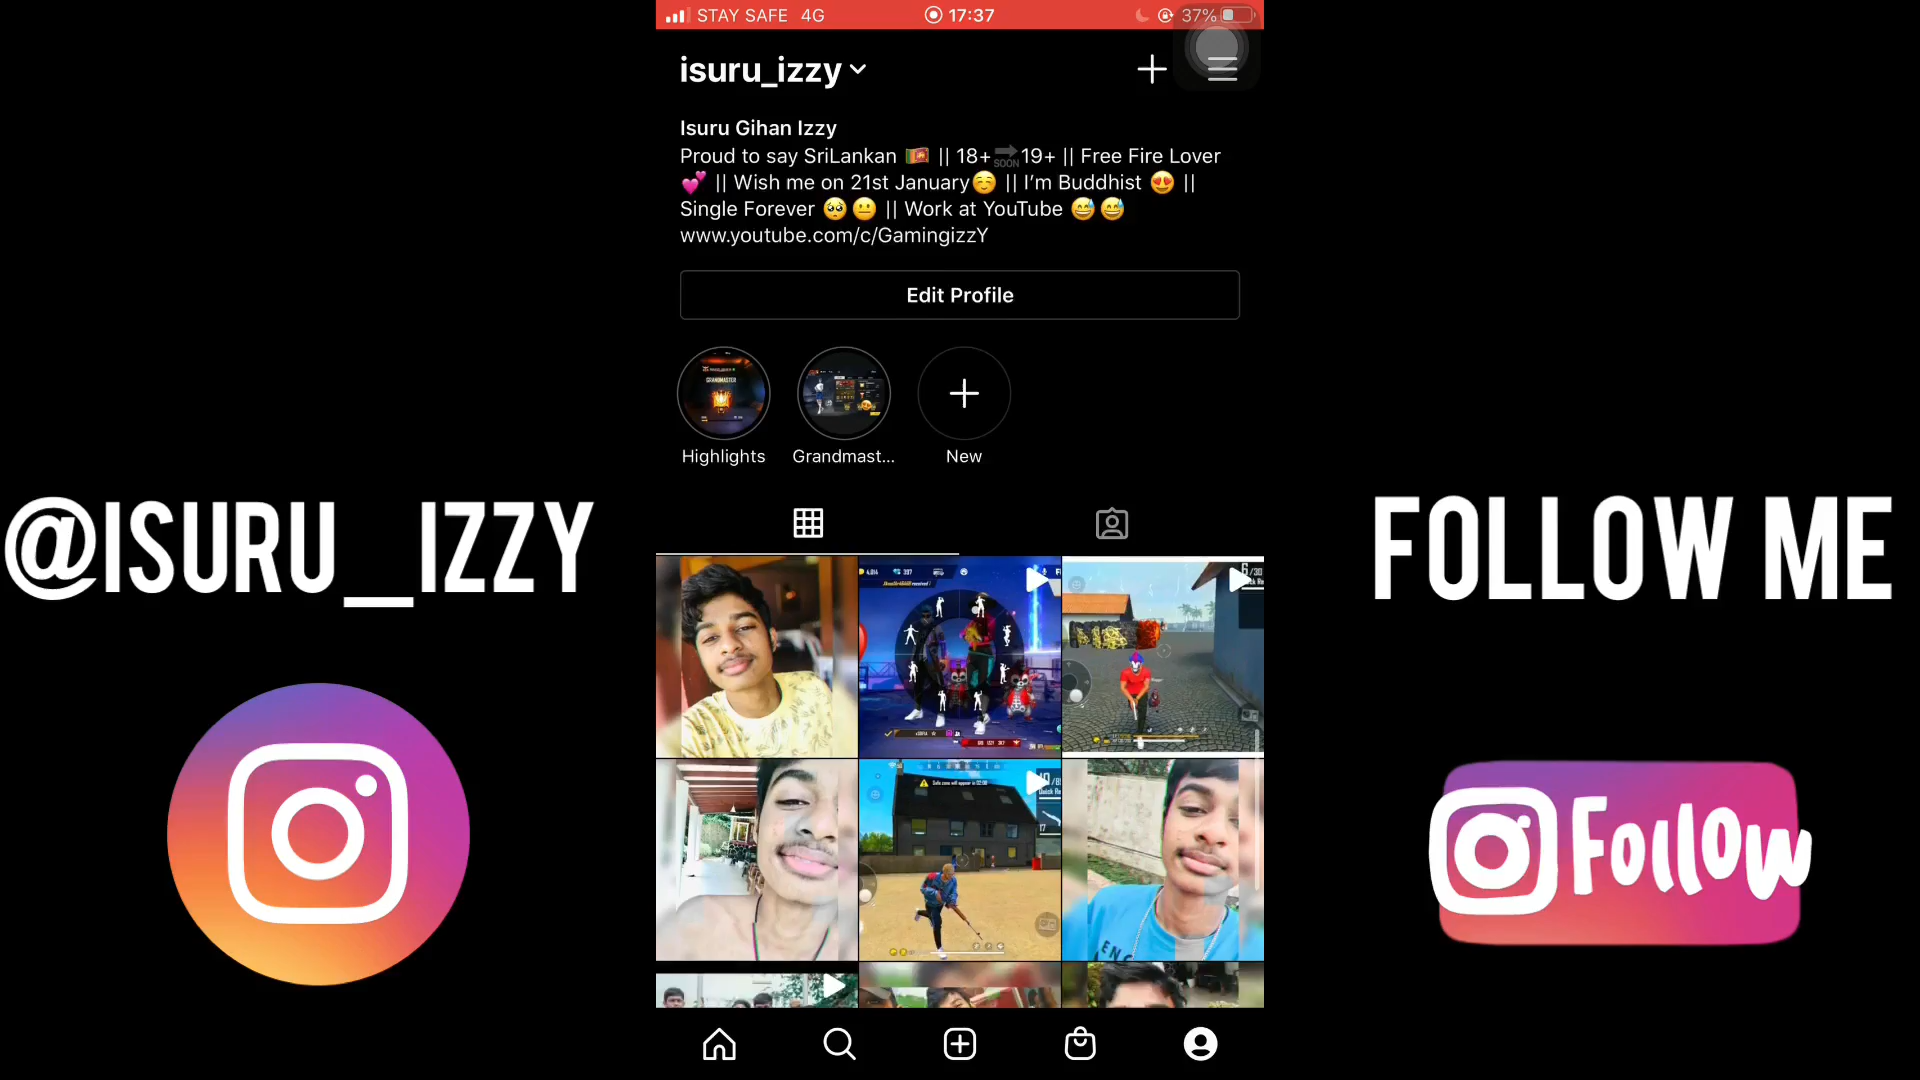 STAY SAFE 4G 17:37 37%
isuru_izzy
Isuru Gihan Izzy
Proud to say SriLankan 🇱🇰 || 18+🔜19+ || Free Fire Lover
💕 || Wish me on 21st January☺️ || I’m Buddhist 😍 ||
Single Forever 🥺😐 || Work at YouTube 😅😅
www.youtube.com/c/GamingizzY
Edit Profile
GRANDMASTER
Highlights Grandmast... New
@ISURU_IZZY
FOLLOW ME
Follow